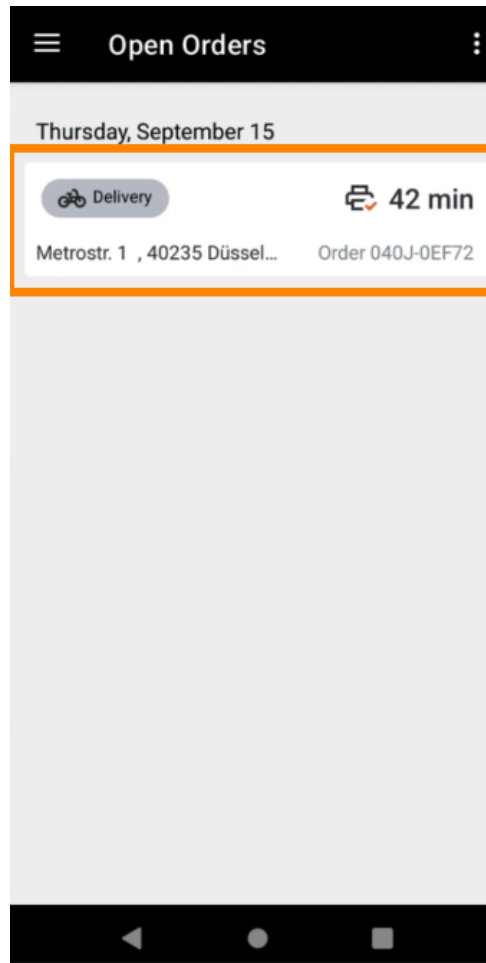 Open Orders
Thursday, September 15
Delivery
42 min
Metrostr. 1 , 40235 Düssel...
Order 040J-0EF72